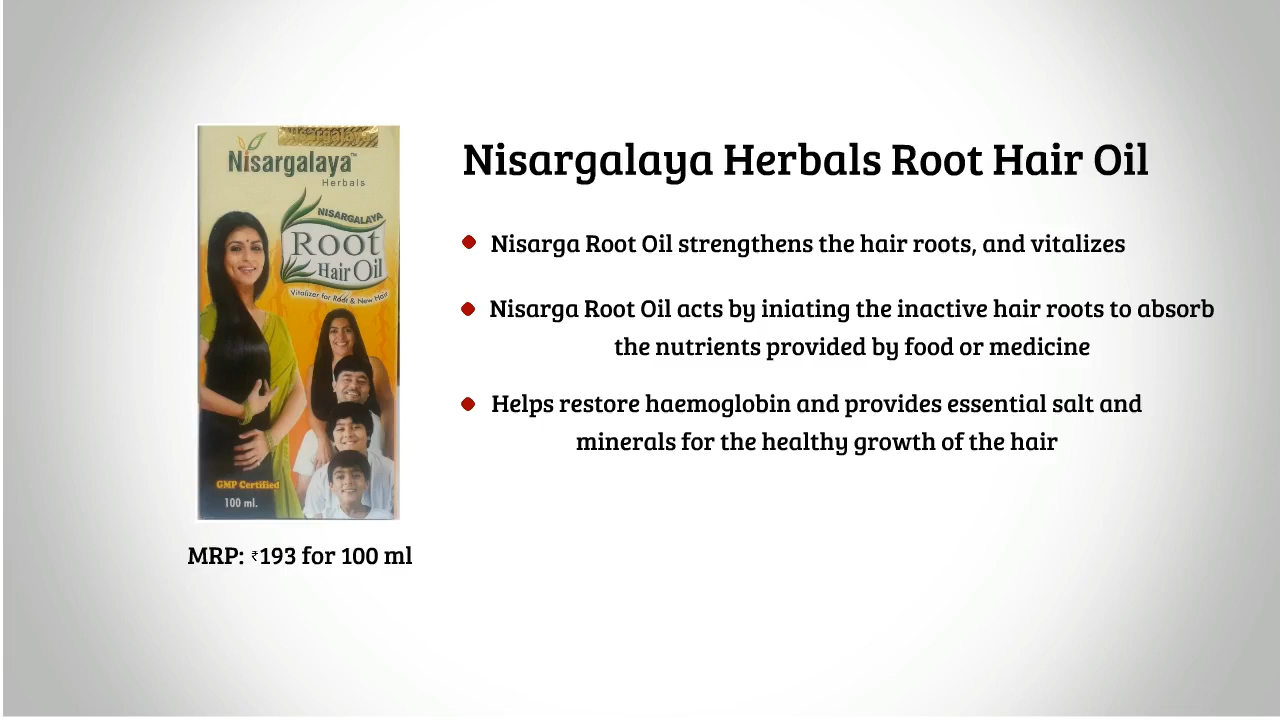 Nisargalaya™
Herbals
NISARGALAYA
Root
Hair Oil
Vitalizer for Root & New Hair
GMP Certified
100 ml.
MRP: ₹193 for 100 ml
Nisargalaya Herbals Root Hair Oil
Nisarga Root Oil strengthens the hair roots, and vitalizes
Nisarga Root Oil acts by iniating the inactive hair roots to absorb
the nutrients provided by food or medicine
Helps restore haemoglobin and provides essential salt and
minerals for the healthy growth of the hair